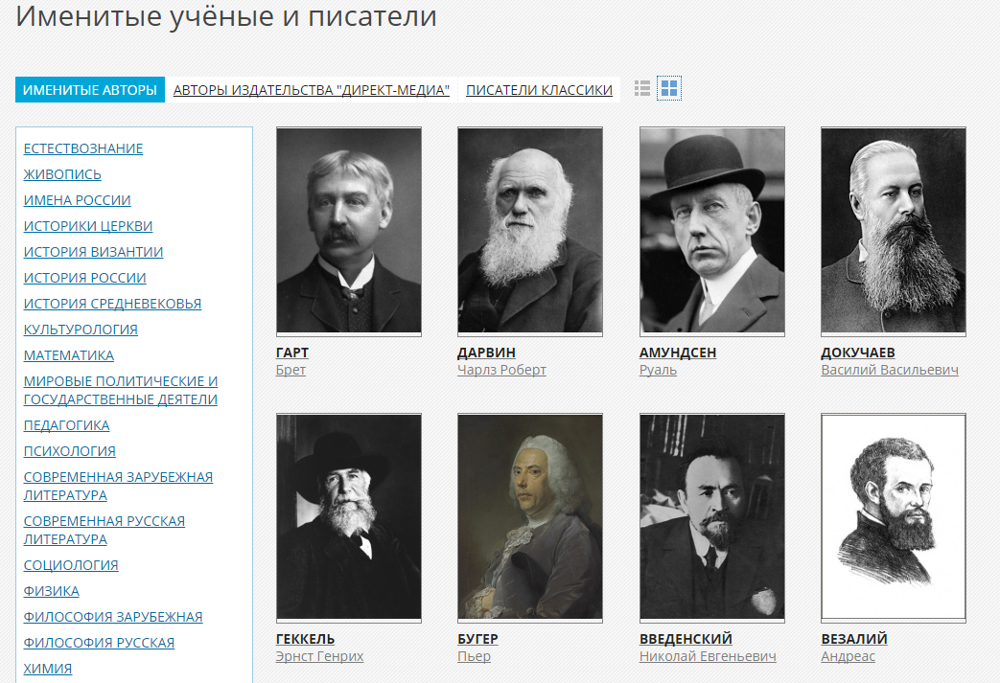 Именитые учёные и писатели
ИМЕНИТЫЕ АВТОРЫ АВТОРЫ ИЗДАТЕЛЬСТВА "ДИРЕКТ-МЕДИА" ПИСАТЕЛИ КЛАССИКИ
ЕСТЕСТВОЗНАНИЕ
ЖИВОПИСЬ
ИМЕНА РОССИИ
ИСТОРИКИ ЦЕРКВИ
ИСТОРИЯ ВИЗАНТИИ
ИСТОРИЯ РОССИИ
ИСТОРИЯ СРЕДНЕВЕКОВЬЯ
КУЛЬТУРОЛОГИЯ
МАТЕМАТИКА
МИРОВЫЕ ПОЛИТИЧЕСКИЕ И
ГОСУДАРСТВЕННЫЕ ДЕЯТЕЛИ
ПЕДАГОГИКА
ПСИХОЛОГИЯ
СОВРЕМЕННАЯ ЗАРУБЕЖНАЯ
ЛИТЕРАТУРА
СОВРЕМЕННАЯ РУССКАЯ
ЛИТЕРАТУРА
СОЦИОЛОГИЯ
ФИЗИКА
ФИЛОСОФИЯ ЗАРУБЕЖНАЯ
ФИЛОСОФИЯ РУССКАЯ
ХИМИЯ
ГАРТ
Брет
ДАРВИН
Чарлз Роберт
АМУНДСЕН
Руаль
ДОКУЧАЕВ
Василий Васильевич
ГЕККЕЛЬ
Эрнст Генрих
БУГЕР
Пьер
ВВЕДЕНСКИЙ
Николай Евгеньевич
ВЕЗАЛИЙ
Андреас